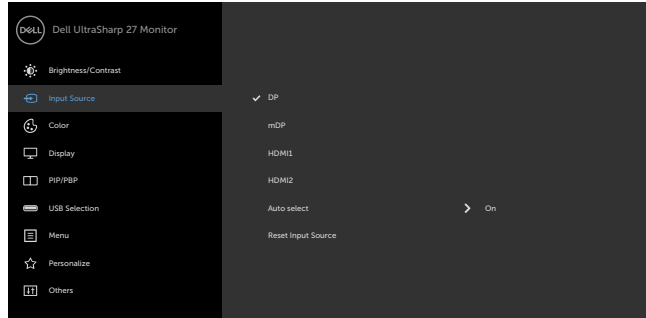 DELL Dell UltraSharp 27 Monitor
Brightness/Contrast
Input Source
DP
Color
mDP
Display
HDMI1
PIP/PBP
HDMI2
USB Selection
Auto select On
Menu
Reset Input Source
Personalize
Others